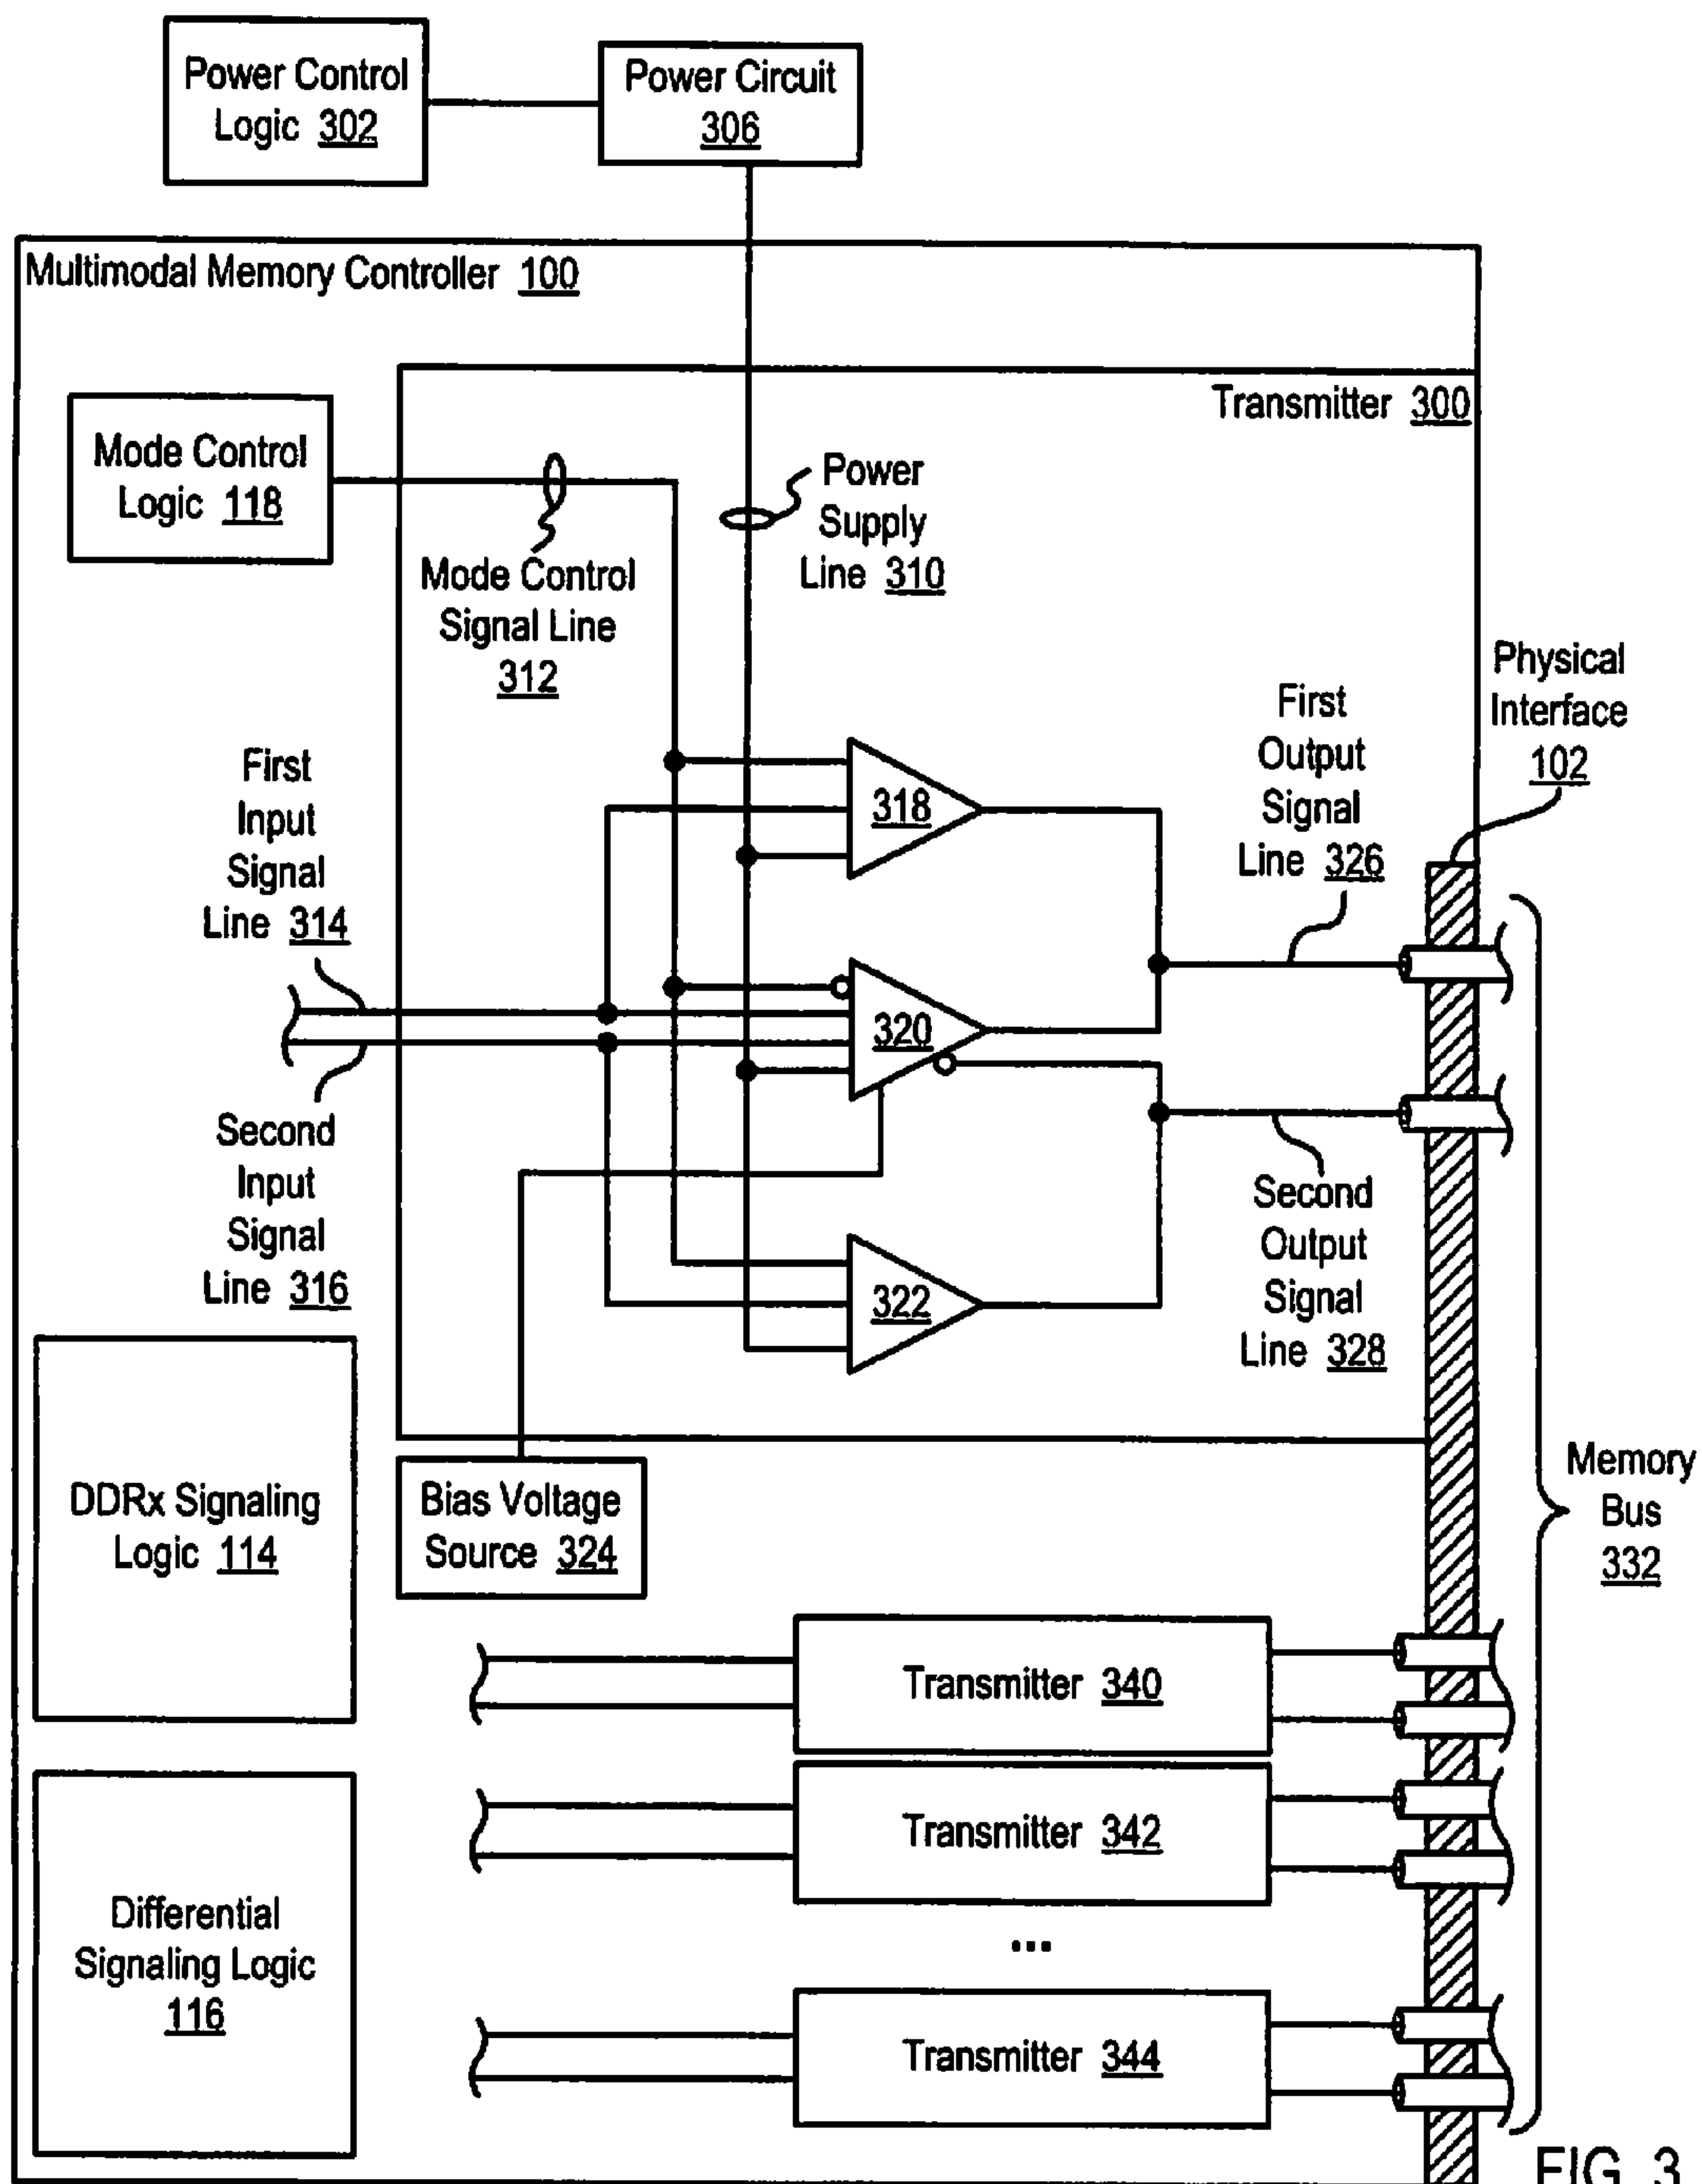 Power Control
Logic 302
Power Circuit
306
Multimodal Memory Controller 100
Transmitter 300
Mode Control
Logic 118
Power
Supply
Line 310
Mode Control
Signal Line
312
Physical
Interface
102
First
Output
Signal
Line 326
First
Input
Signal
Line 314
318
320
322
Second
Input
Signal
Line 316
Second
Output
Signal
Line 328
DDRx Signaling
Logic 114
Bias Voltage
Source 324
Memory
Bus
332
Transmitter 340
Transmitter 342
Differential
Signaling Logic
116
...
Transmitter 344
FIG. 3